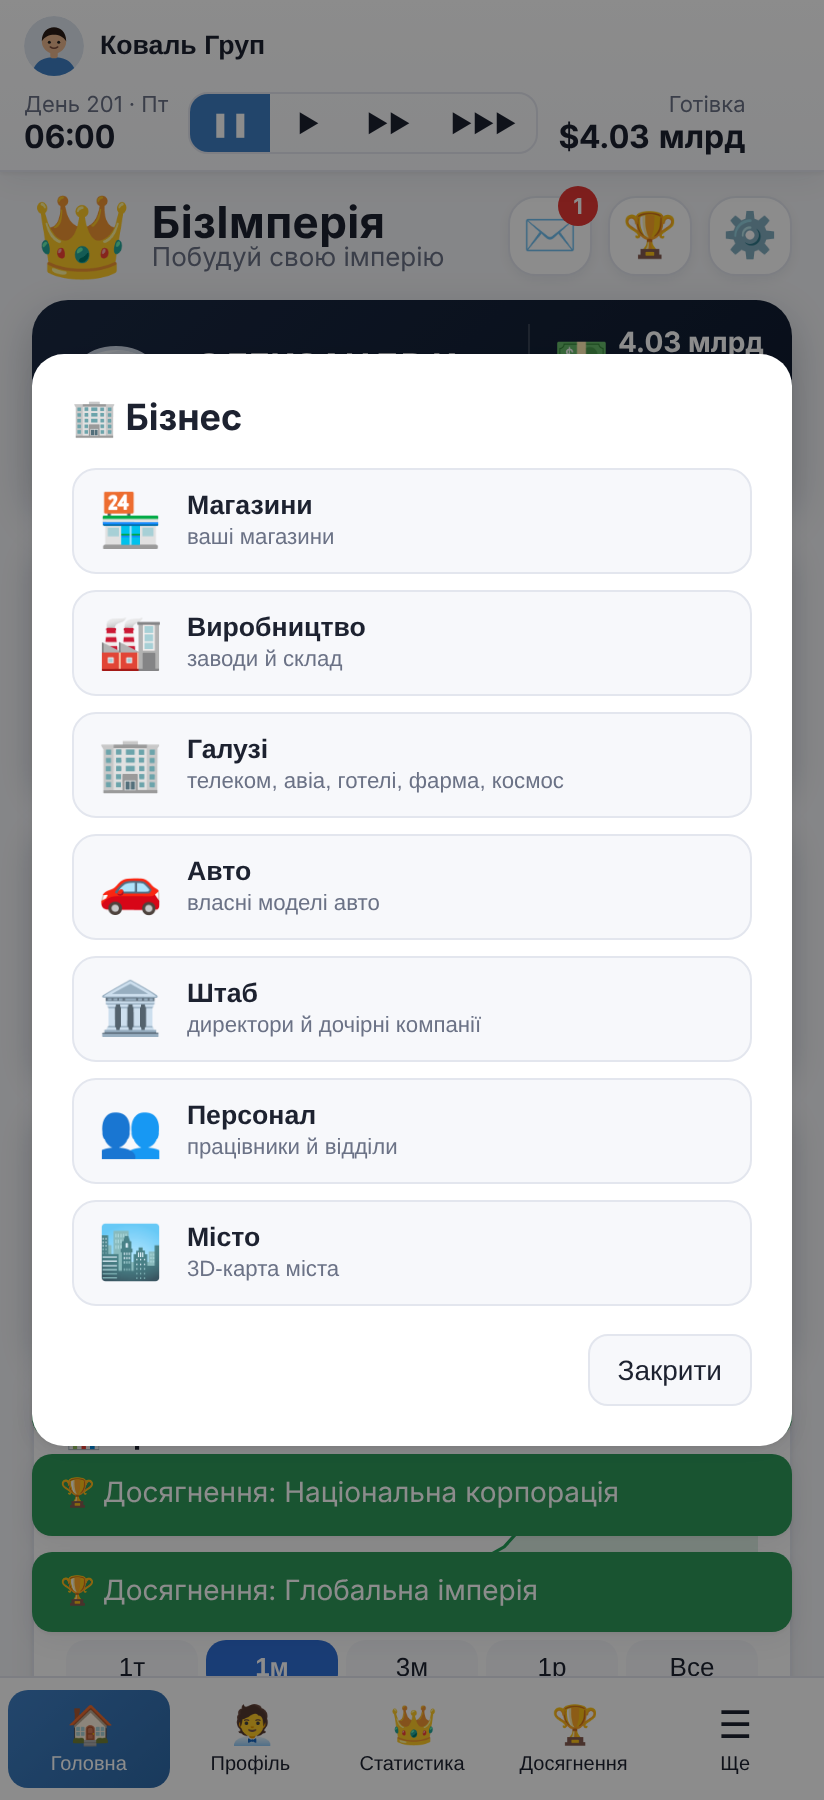 Коваль Груп
День 201 · Пт
06:00
Готівка
$4.03 млрд
БізІмперія
Побудуй свою імперію
1
4.03 млрд
Бізнес
24
Магазини
ваші магазини
Виробництво
заводи й склад
Галузі
телеком, авіа, готелі, фарма, космос
Авто
власні моделі авто
Штаб
директори й дочірні компанії
Персонал
працівники й відділи
Місто
3D-карта міста
Закрити
Досягнення: Національна корпорація
Досягнення: Глобальна імперія
1т 1м 3м 1р Все
Головна Профіль Статистика Досягнення Ще